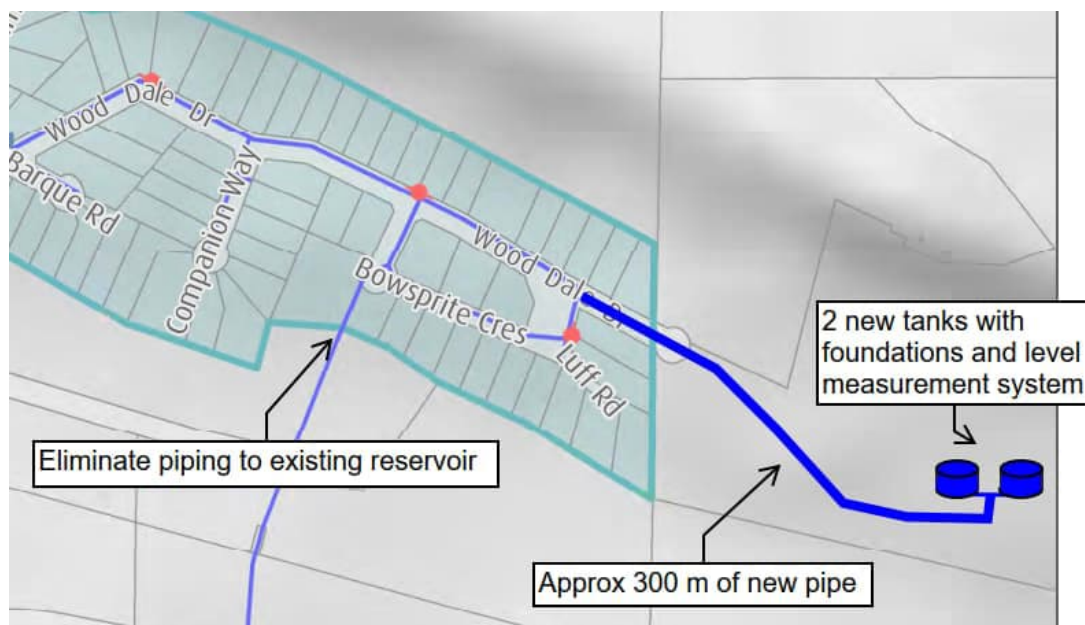 Wood Dale Dr
Barque Rd
Companion Way
Bowsprite Cres
Wood Dale Dr
Luff Rd
2 new tanks with
foundations and level
measurement system
Eliminate piping to existing reservoir
Approx 300 m of new pipe